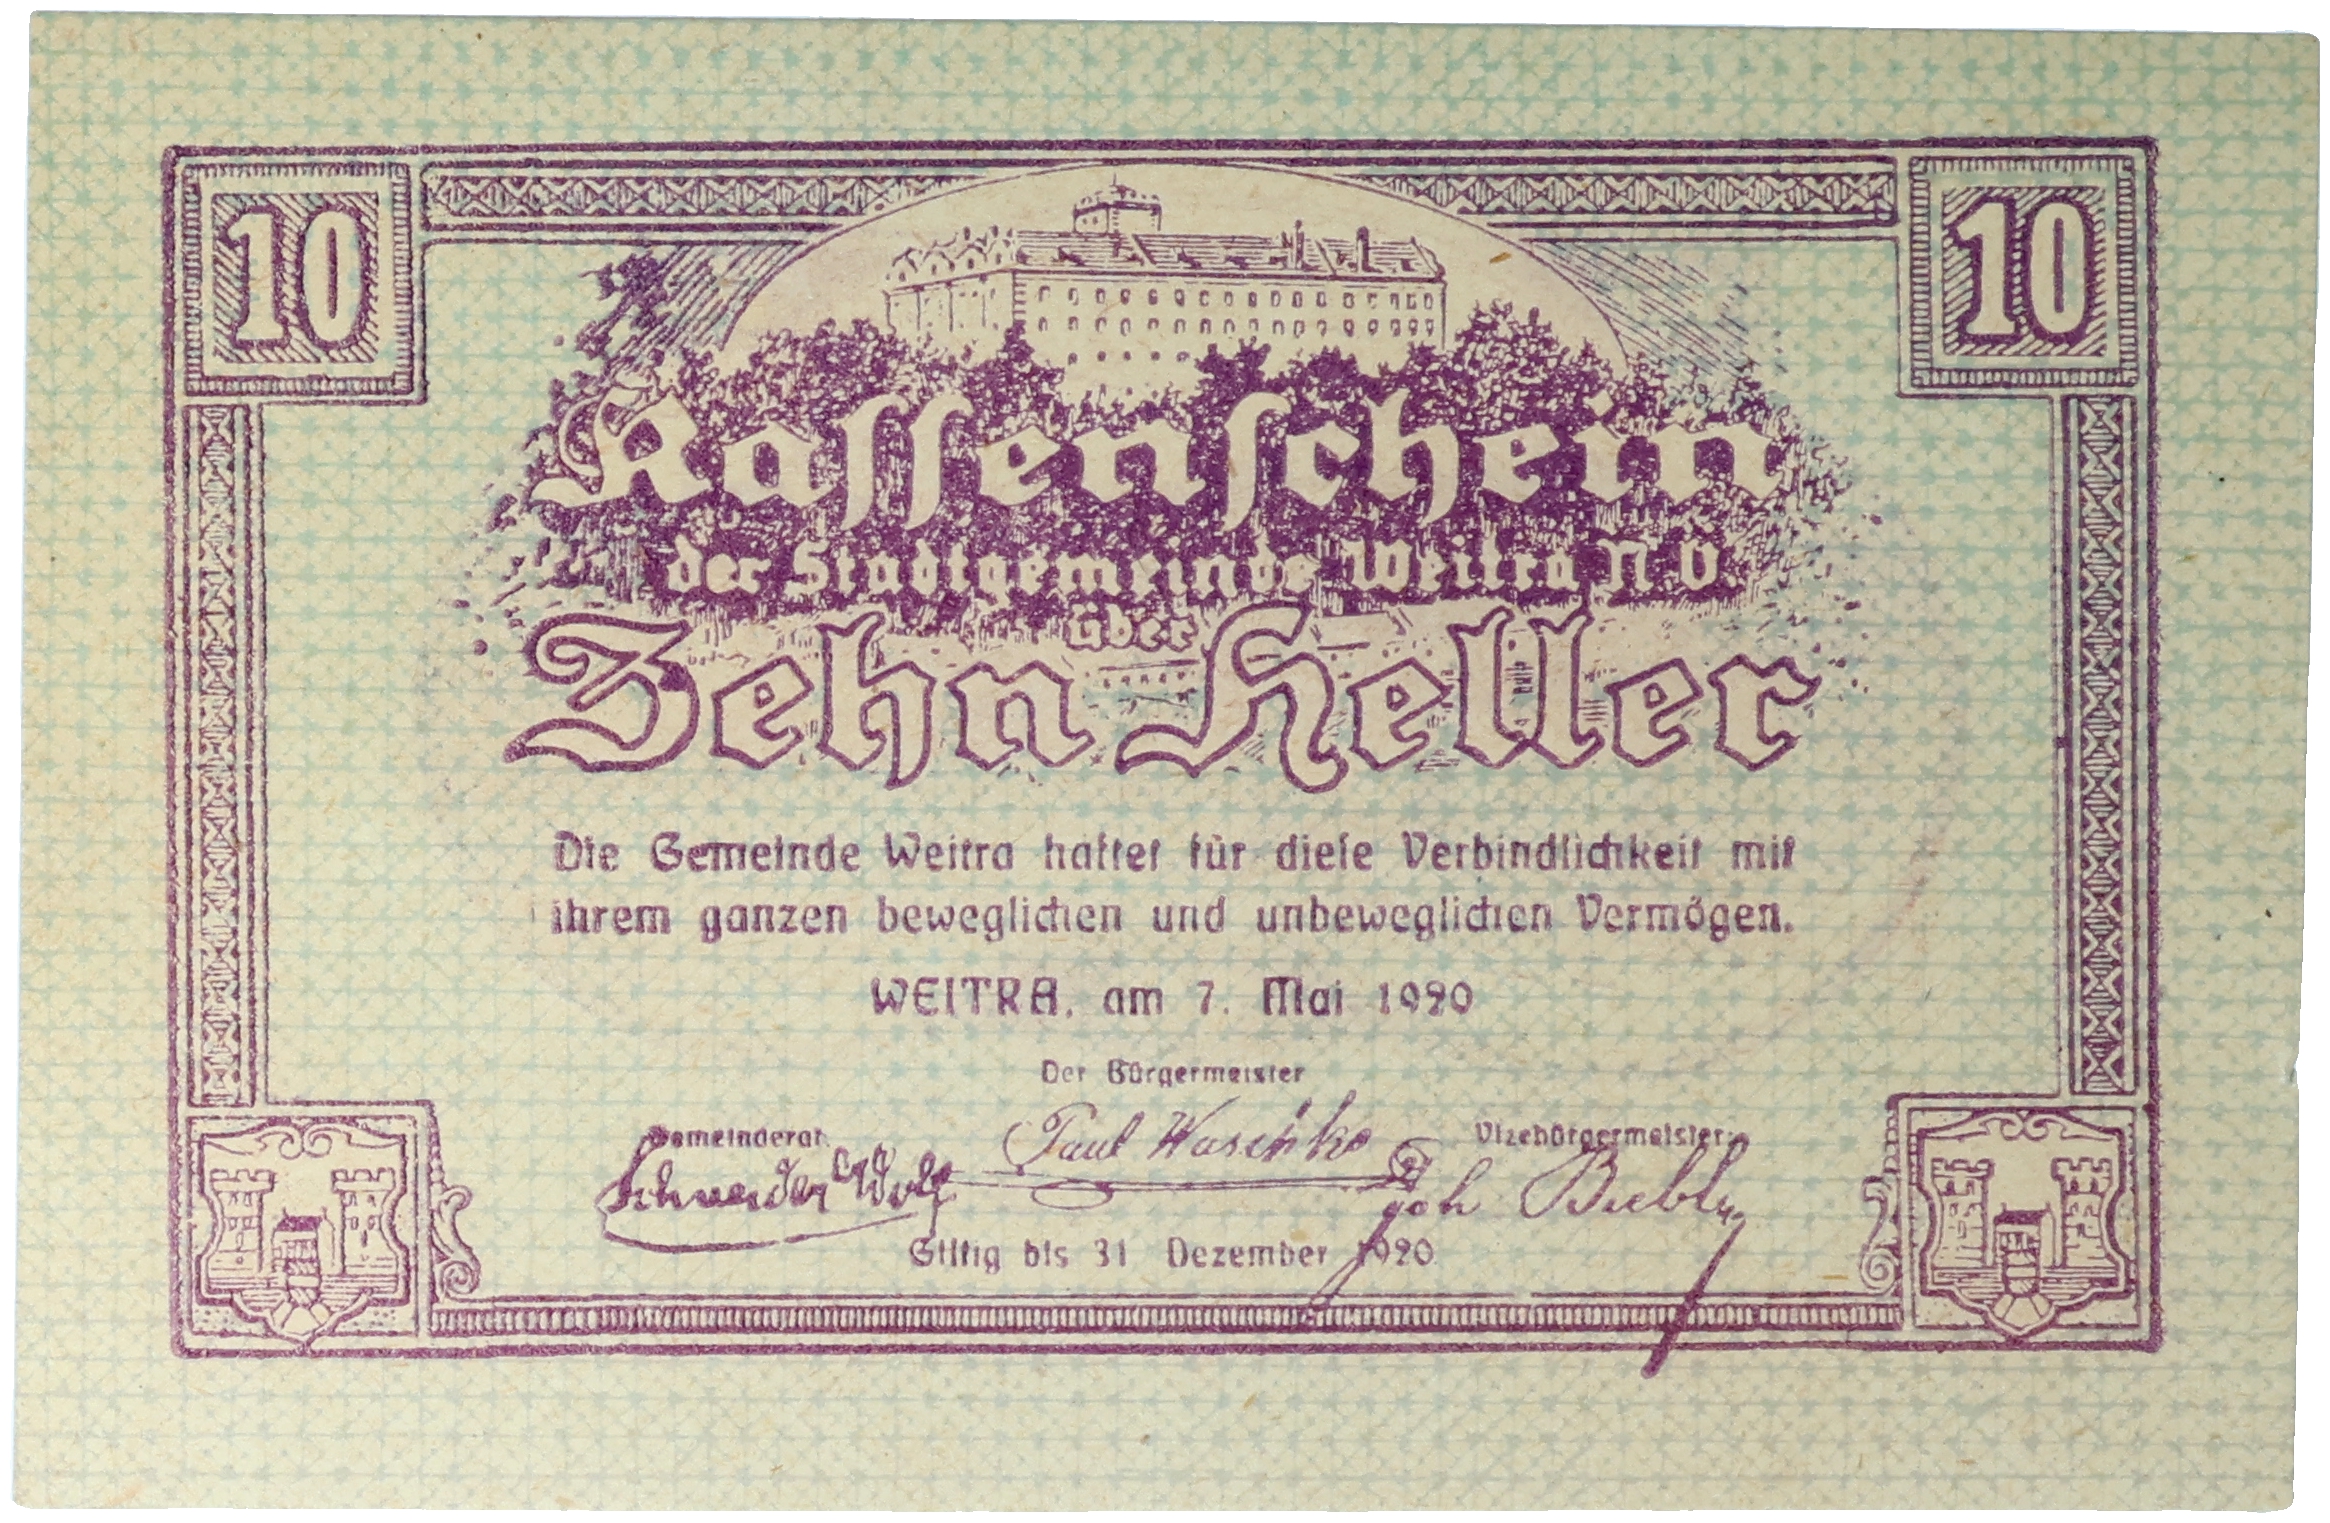 10 10
Kassenschein
der Stadtgemeinde Weitra N.Ö.
über
Zehn Heller
Die Gemeinde Weitra haftet für diese Verbindlichkeit mit
ihrem ganzen beweglichen und unbeweglichen Vermögen.
WEITRA, am 7. Mai 1920
Der Bürgermeister
Gemeinderat Paul Waschko Vizebürgermeister
Schneider Joh
Giltig bis 31 Dezember 1920